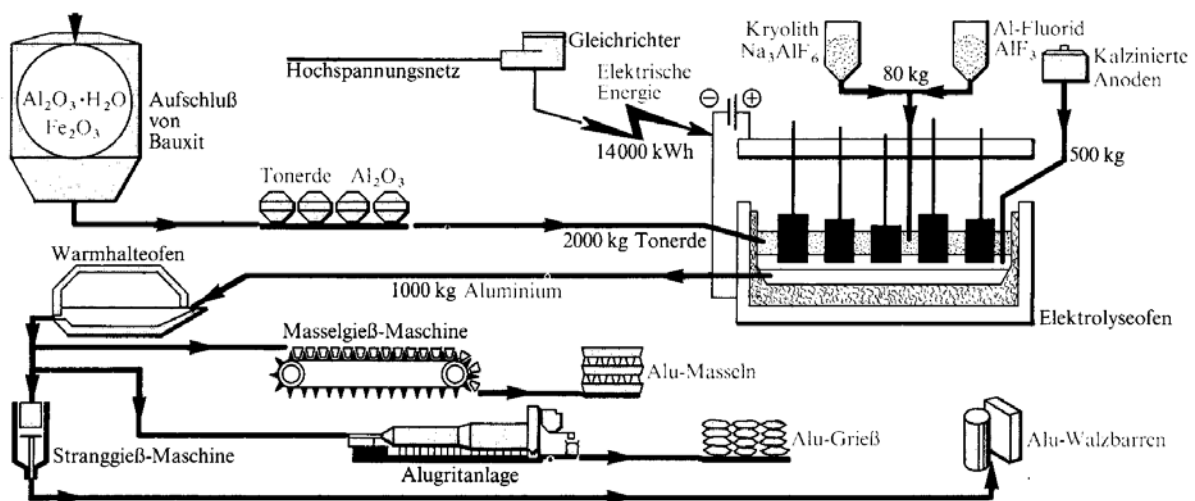 Al₂O₃·H₂O
Fe₂O₃
Aufschluß
von
Bauxit
Hochspannungsnetz
Gleichrichter
Elektrische
Energie
14000 kWh
Kryolith
Na₃AlF₆
Al-Fluorid
AlF₃
80 kg
Kalzinierte
Anoden
500 kg
⊖ ⊕
Tonerde Al₂O₃
2000 kg Tonerde
Warmhalteofen
1000 kg Aluminium
Elektrolyseofen
Masselgieß-Maschine
Alu-Masseln
Stranggieß-Maschine
Alugritanlage
Alu-Grieß
Alu-Walzbarren